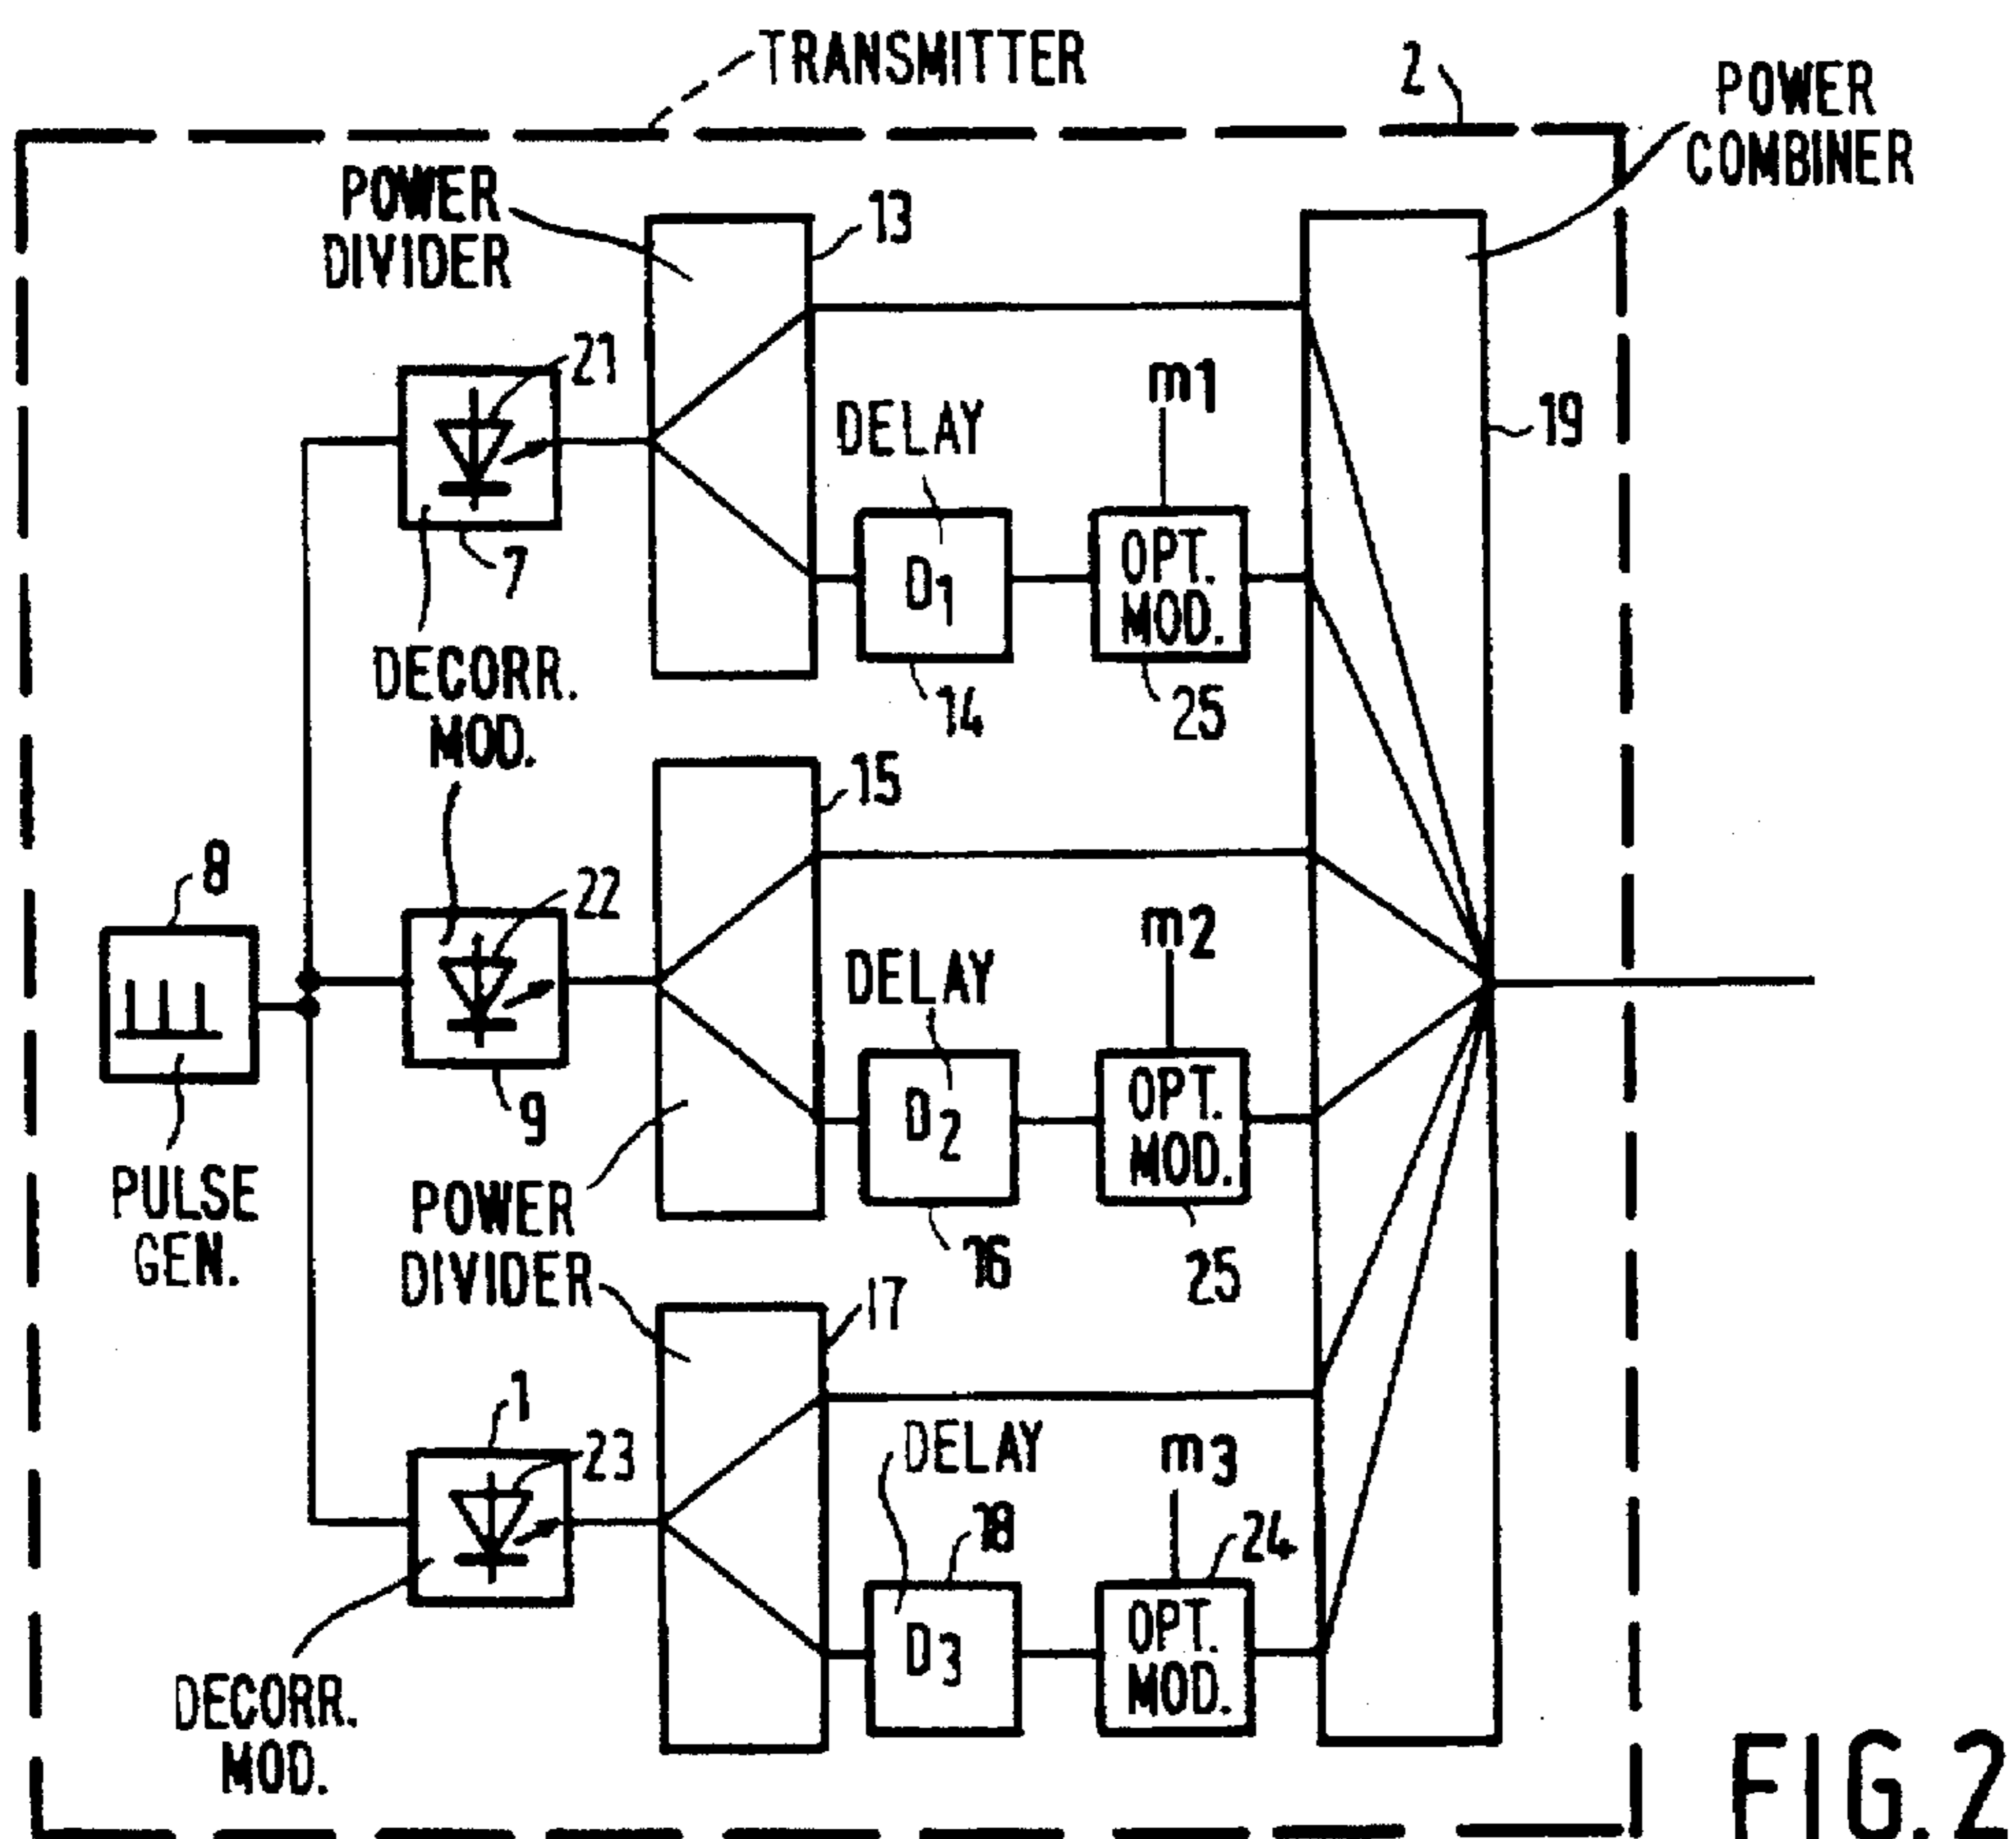 TRANSMITTER
2
POWER
COMBINER
POWER
DIVIDER
13
21
m1
DELAY
19
D1
OPT.
MOD.
7
14
25
DECORR.
MOD.
15
8
22
m2
DELAY
D2
OPT.
MOD.
9
PULSE
GEN.
POWER
DIVIDER
16
25
17
1
23
DELAY
m3
18
24
D3
OPT.
MOD.
DECORR.
MOD.
FIG.2